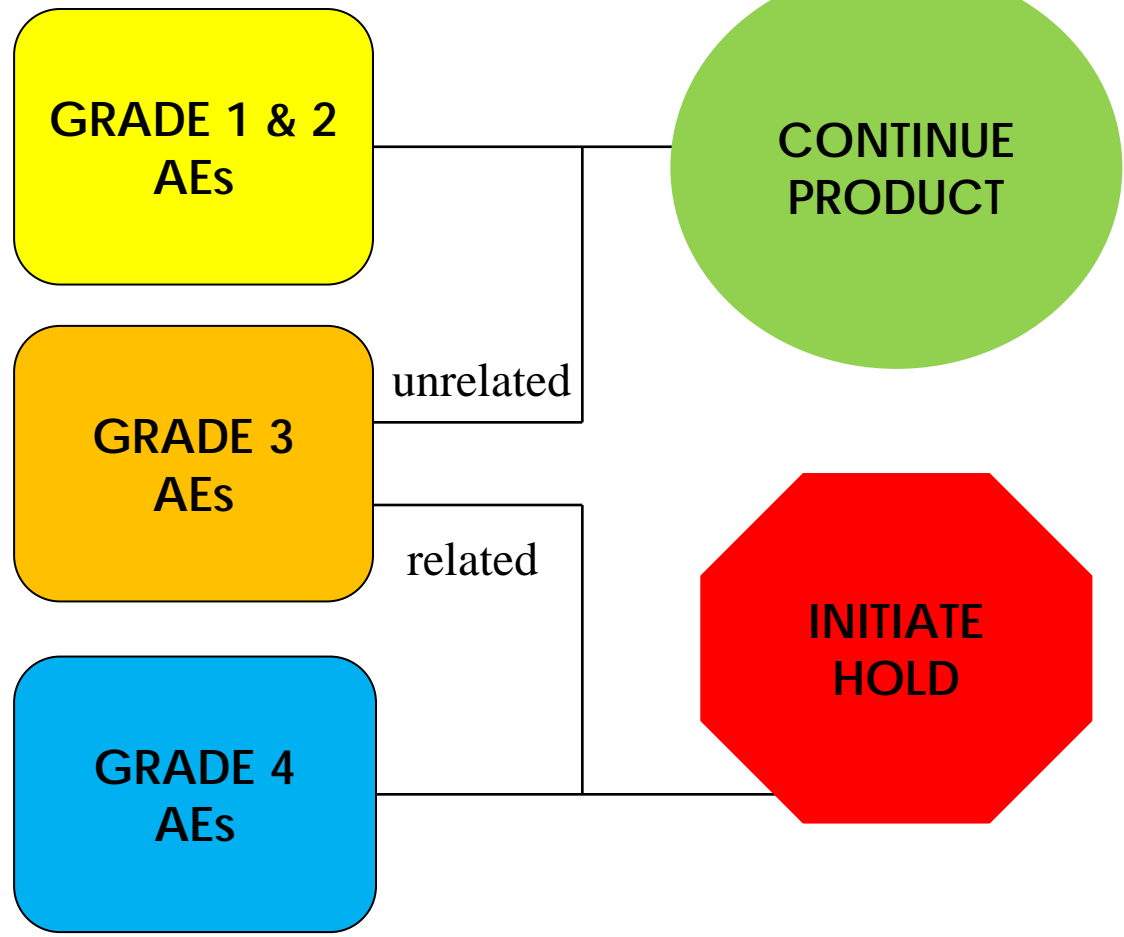 GRADE 1 & 2
AEs
CONTINUE
PRODUCT
unrelated
GRADE 3
AEs
related
INITIATE
HOLD
GRADE 4
AEs